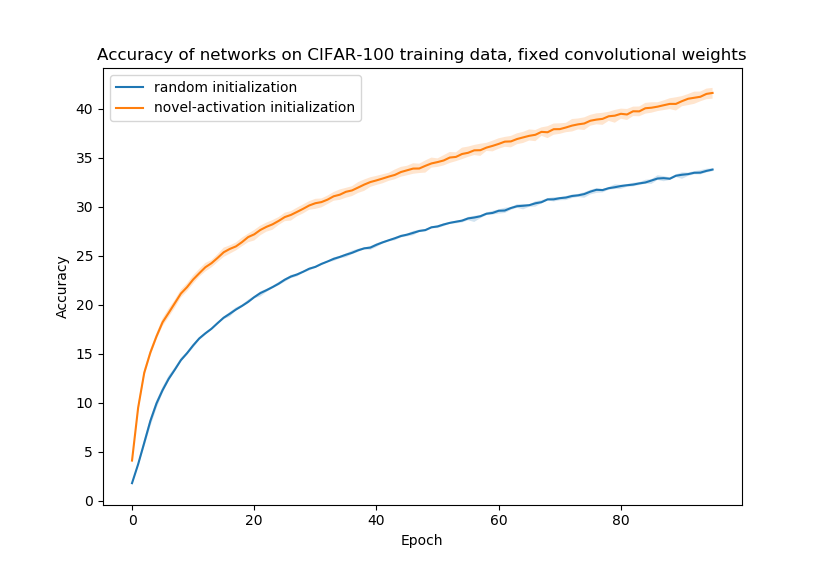 Accuracy of networks on CIFAR-100 training data, fixed convolutional weights
random initialization
novel-activation initialization
40
35
30
25
20
15
10
5
0
Accuracy
0 20 40 60 80
Epoch